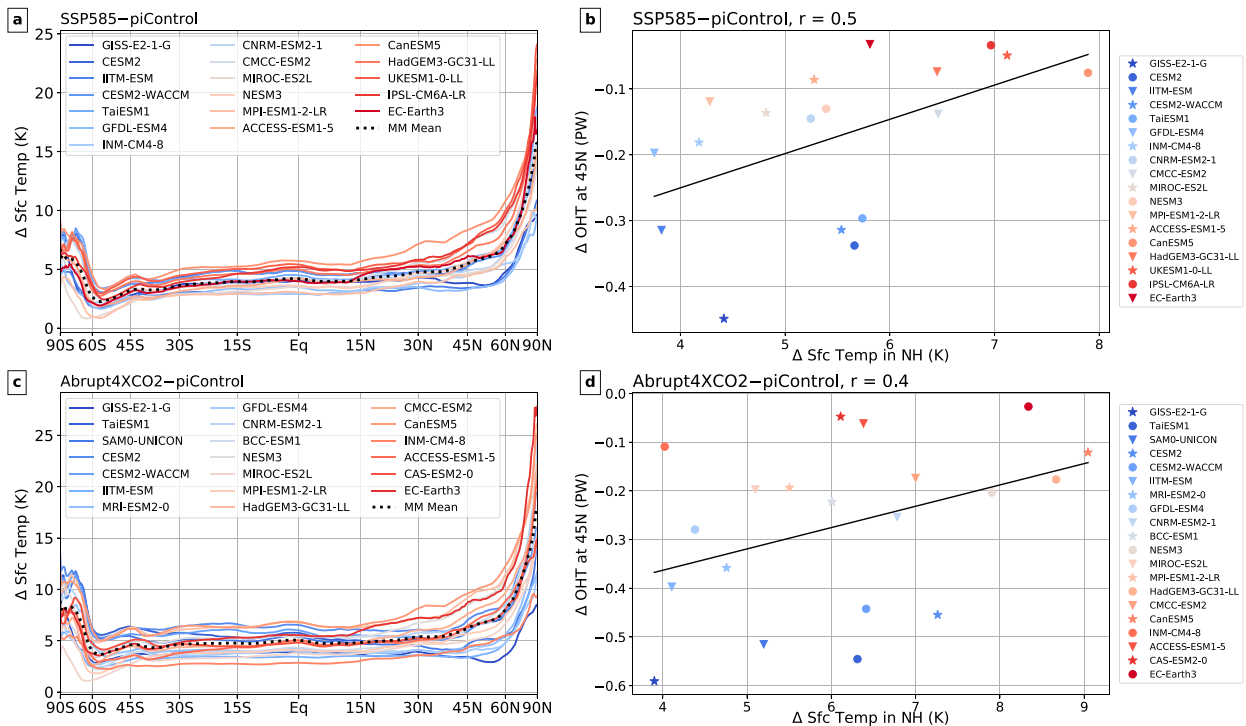 a
SSP585−piControl
25
20
15
10
5
0
Δ Sfc Temp (K)
GISS-E2-1-G
CESM2
IITM-ESM
CESM2-WACCM
TaiESM1
GFDL-ESM4
INM-CM4-8
CNRM-ESM2-1
CMCC-ESM2
MIROC-ES2L
NESM3
MPI-ESM1-2-LR
ACCESS-ESM1-5
CanESM5
HadGEM3-GC31-LL
UKESM1-0-LL
IPSL-CM6A-LR
EC-Earth3
MM Mean
90S 60S 45S 30S 15S Eq 15N 30N 45N 60N 90N
b
SSP585−piControl, r = 0.5
−0.1
−0.2
−0.3
−0.4
Δ OHT at 45N (PW)
4 5 6 7 8
Δ Sfc Temp in NH (K)
GISS-E2-1-G
CESM2
IITM-ESM
CESM2-WACCM
TaiESM1
GFDL-ESM4
INM-CM4-8
CNRM-ESM2-1
CMCC-ESM2
MIROC-ES2L
NESM3
MPI-ESM1-2-LR
ACCESS-ESM1-5
CanESM5
HadGEM3-GC31-LL
UKESM1-0-LL
IPSL-CM6A-LR
EC-Earth3
c
Abrupt4XCO2−piControl
25
20
15
10
5
0
Δ Sfc Temp (K)
GISS-E2-1-G
TaiESM1
SAM0-UNICON
CESM2
CESM2-WACCM
IITM-ESM
MRI-ESM2-0
GFDL-ESM4
CNRM-ESM2-1
BCC-ESM1
NESM3
MIROC-ES2L
MPI-ESM1-2-LR
HadGEM3-GC31-LL
CMCC-ESM2
CanESM5
INM-CM4-8
ACCESS-ESM1-5
CAS-ESM2-0
EC-Earth3
MM Mean
90S 60S 45S 30S 15S Eq 15N 30N 45N 60N 90N
d
Abrupt4XCO2−piControl, r = 0.4
0.0
−0.1
−0.2
−0.3
−0.4
−0.5
−0.6
Δ OHT at 45N (PW)
4 5 6 7 8 9
Δ Sfc Temp in NH (K)
GISS-E2-1-G
TaiESM1
SAM0-UNICON
CESM2
CESM2-WACCM
IITM-ESM
MRI-ESM2-0
GFDL-ESM4
CNRM-ESM2-1
BCC-ESM1
NESM3
MIROC-ES2L
MPI-ESM1-2-LR
HadGEM3-GC31-LL
CMCC-ESM2
CanESM5
INM-CM4-8
ACCESS-ESM1-5
CAS-ESM2-0
EC-Earth3